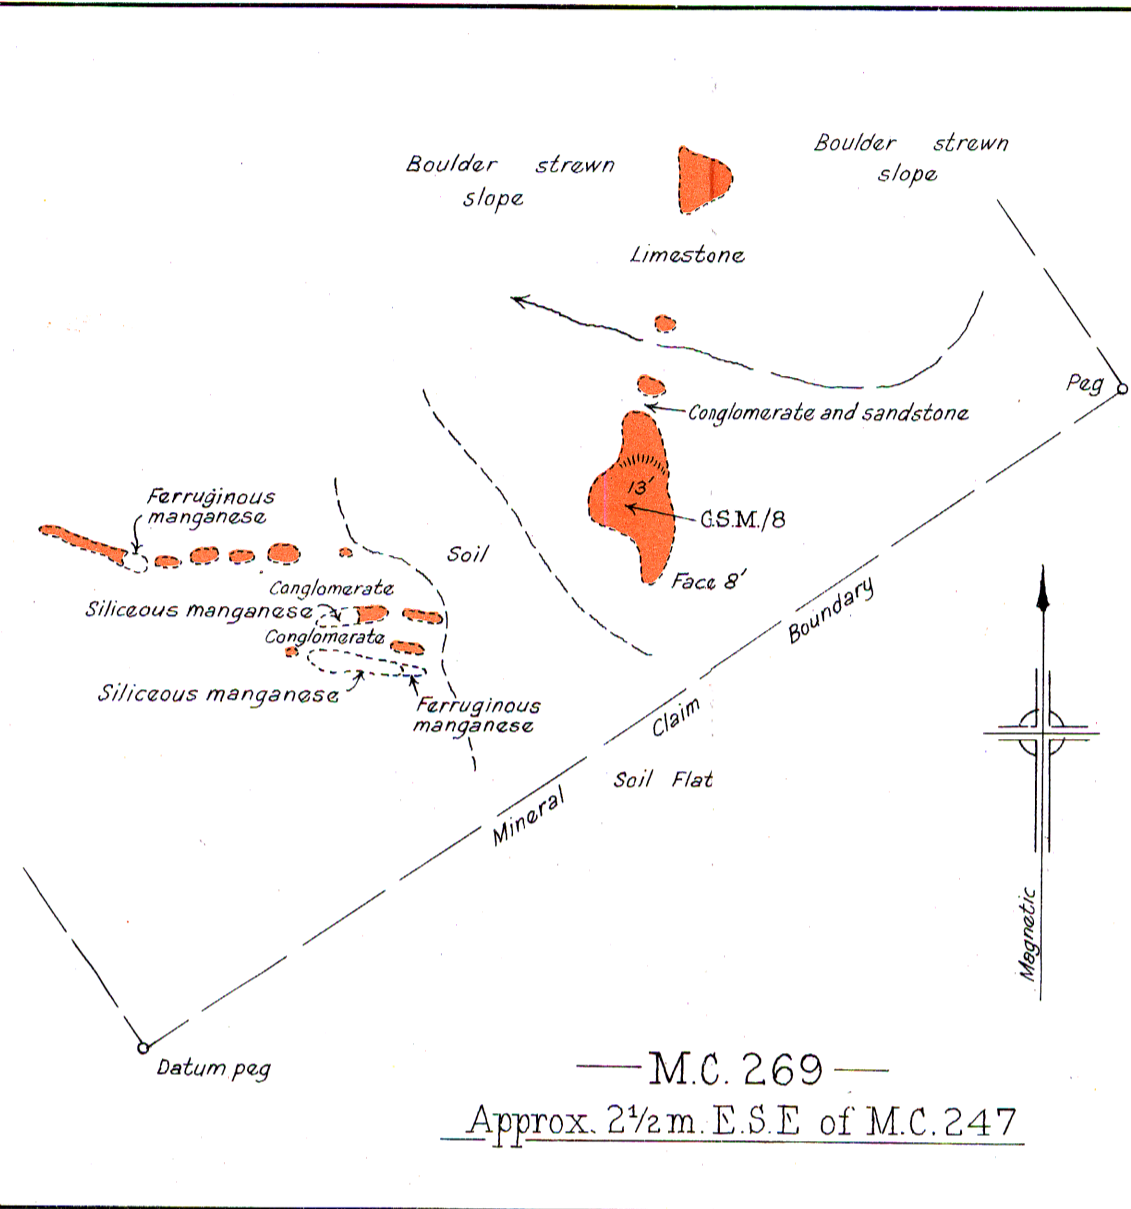 Boulder strewn
slope
Boulder strewn
slope
Limestone
Peg
Conglomerate and sandstone
13'
G.S.M./8
Face 8'
Ferruginous
manganese
Soil
Conglomerate
Siliceous manganese
Conglomerate
Siliceous manganese
Ferruginous
manganese
Mineral Claim Boundary
Soil Flat
Magnetic
Datum peg
— M.C. 269 —
Approx. 2½ m. E.S.E of M.C. 247